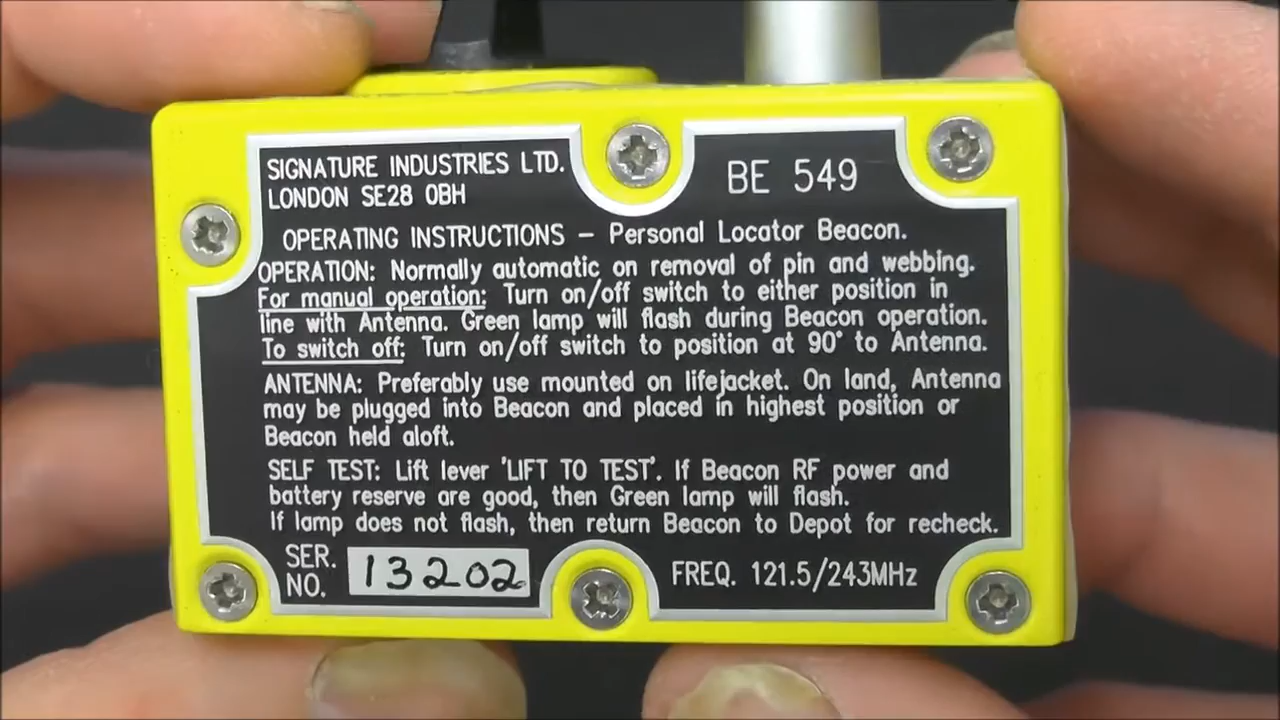 SIGNATURE INDUSTRIES LTD.
LONDON SE28 0BH
BE 549
OPERATING INSTRUCTIONS – Personal Locator Beacon.
OPERATION: Normally automatic on removal of pin and webbing.
For manual operation: Turn on/off switch to either position in
line with Antenna. Green lamp will flash during Beacon operation.
To switch off: Turn on/off switch to position at 90° to Antenna.
ANTENNA: Preferably use mounted on lifejacket. On land, Antenna
may be plugged into Beacon and placed in highest position or
Beacon held aloft.
SELF TEST: Lift lever 'LIFT TO TEST'. If Beacon RF power and
battery reserve are good, then Green lamp will flash.
If lamp does not flash, then return Beacon to Depot for recheck.
SER.
NO.
13202
FREQ. 121.5/243MHz